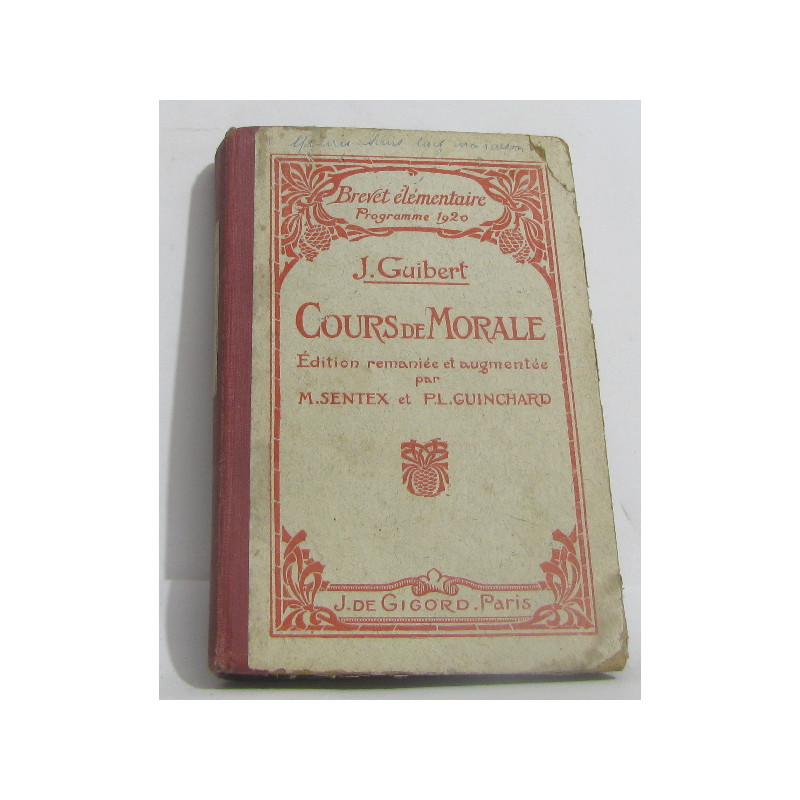 Brevet élémentaire
Programme 1920
J. Guibert
COURS DE MORALE
Édition remaniée et augmentée
par
M. SENTEX et P. L. GUINCHARD
J. DE GIGORD. Paris